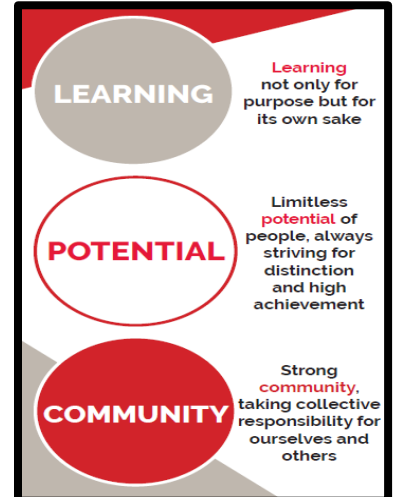 LEARNING
Learning
not only for
purpose but for
its own sake
POTENTIAL
Limitless
potential of
people, always
striving for
distinction
and high
achievement
COMMUNITY
Strong
community,
taking collective
responsibility for
ourselves and
others